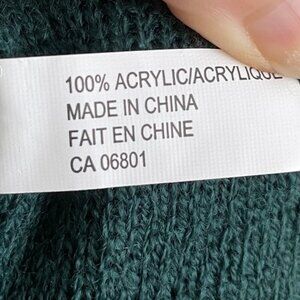 100% ACRYLIC/ACRYLIQUE
MADE IN CHINA
FAIT EN CHINE
CA 06801